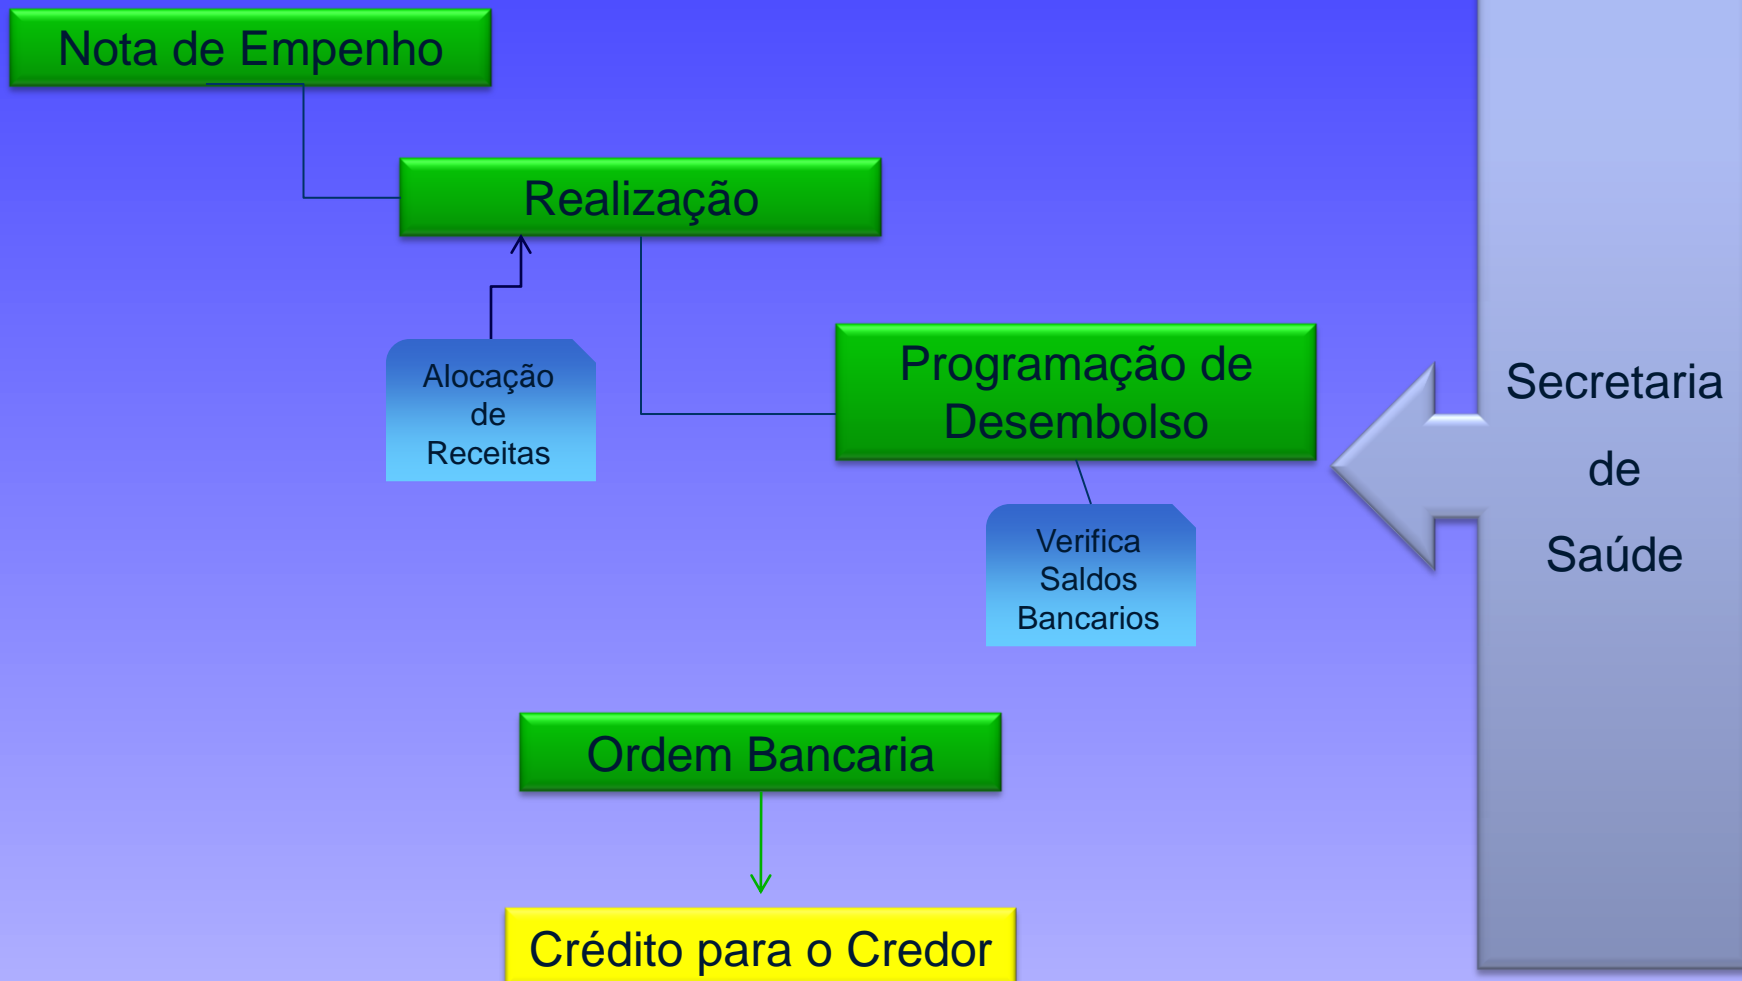 Nota de Empenho
Realização
Alocação
de
Receitas
Programação de
Desembolso
Verifica
Saldos
Bancarios
Secretaria
de
Saúde
Ordem Bancaria
Crédito para o Credor